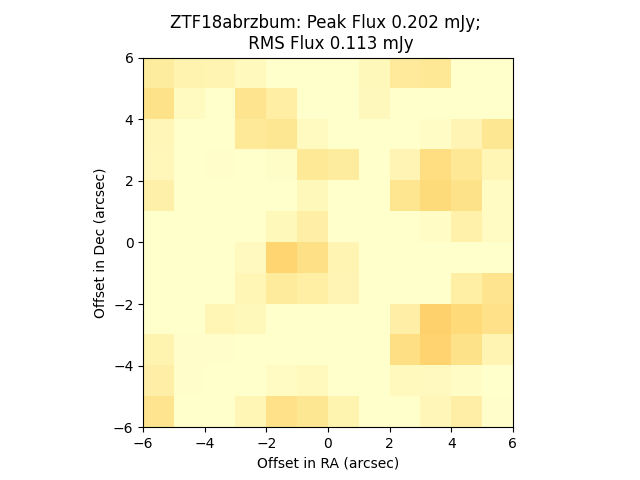 ZTF18abrzbum: Peak Flux 0.202 mJy;
RMS Flux 0.113 mJy
6
4
2
0
−2
−4
−6
Offset in Dec (arcsec)
−6 −4 −2 0 2 4 6
Offset in RA (arcsec)